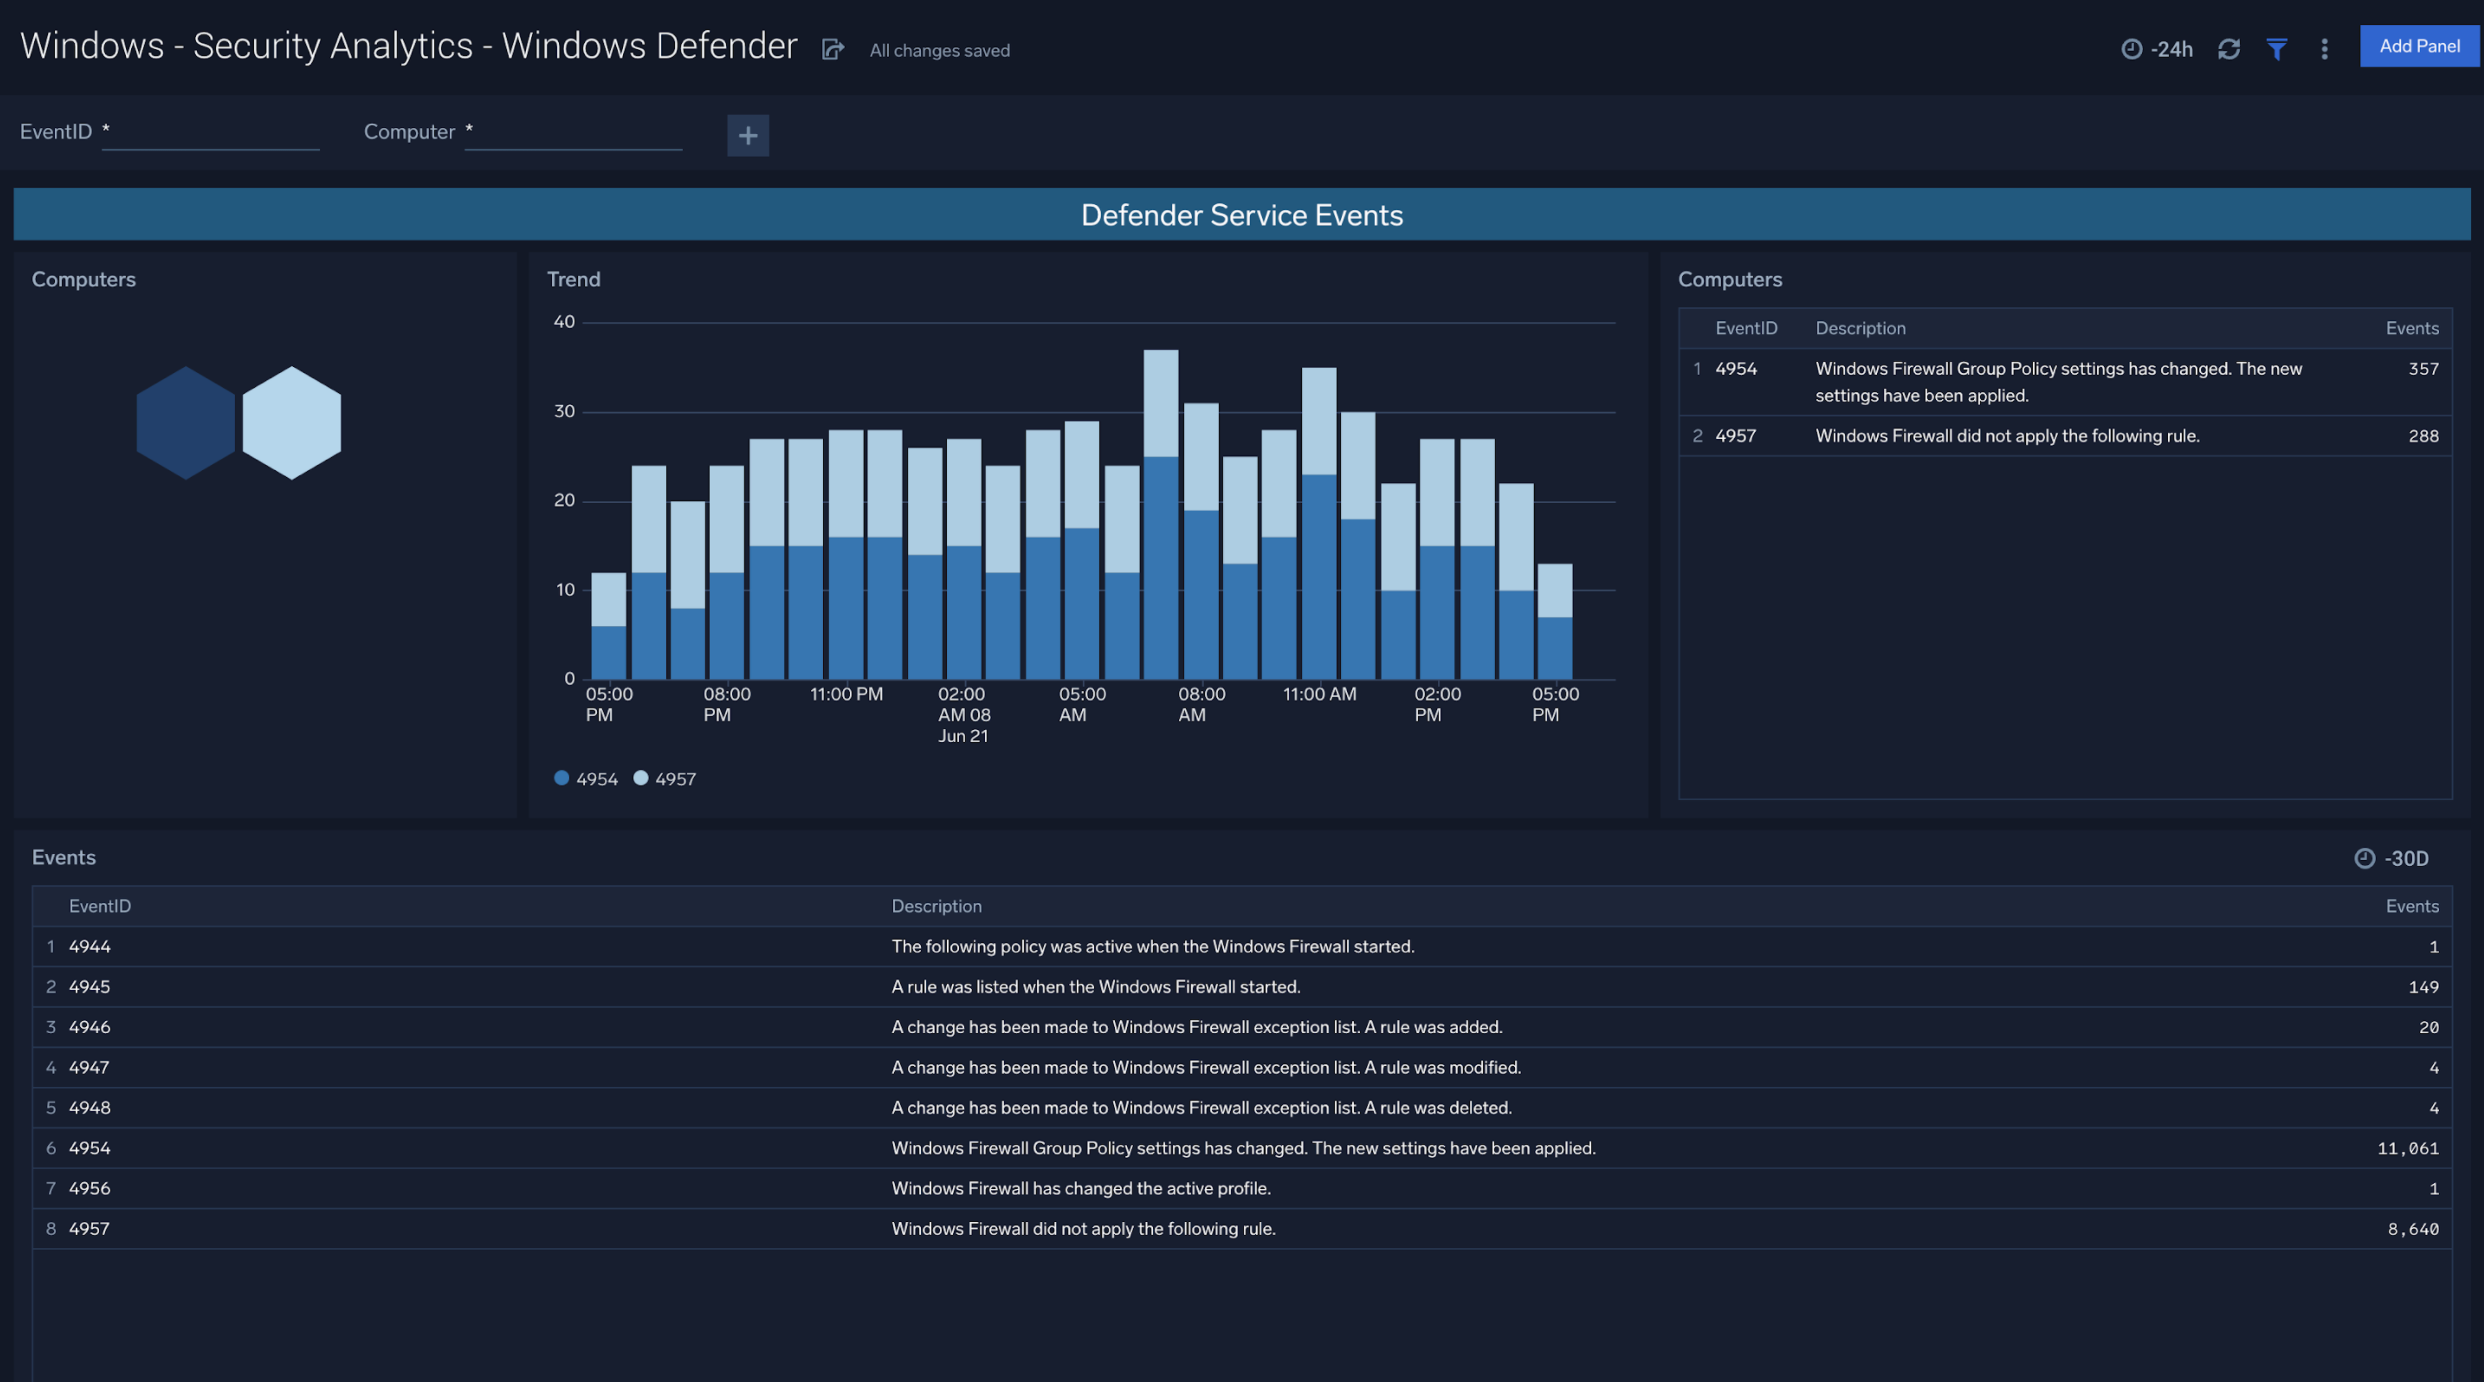 Windows - Security Analytics - Windows Defender
All changes saved
-24h
Add Panel
EventID *
Computer *
+
Defender Service Events
Computers
Trend
40
30
20
10
0
05:00 PM
08:00 PM
11:00 PM
02:00 AM 08 Jun 21
05:00 AM
08:00 AM
11:00 AM
02:00 PM
05:00 PM
4954
4957
Computers
EventID Description Events
1 4954 Windows Firewall Group Policy settings has changed. The new 357
settings have been applied.
2 4957 Windows Firewall did not apply the following rule. 288
Events
-30D
EventID Description Events
1 4944 The following policy was active when the Windows Firewall started. 1
2 4945 A rule was listed when the Windows Firewall started. 149
3 4946 A change has been made to Windows Firewall exception list. A rule was added. 20
4 4947 A change has been made to Windows Firewall exception list. A rule was modified. 4
5 4948 A change has been made to Windows Firewall exception list. A rule was deleted. 4
6 4954 Windows Firewall Group Policy settings has changed. The new settings have been applied. 11,061
7 4956 Windows Firewall has changed the active profile. 1
8 4957 Windows Firewall did not apply the following rule. 8,640